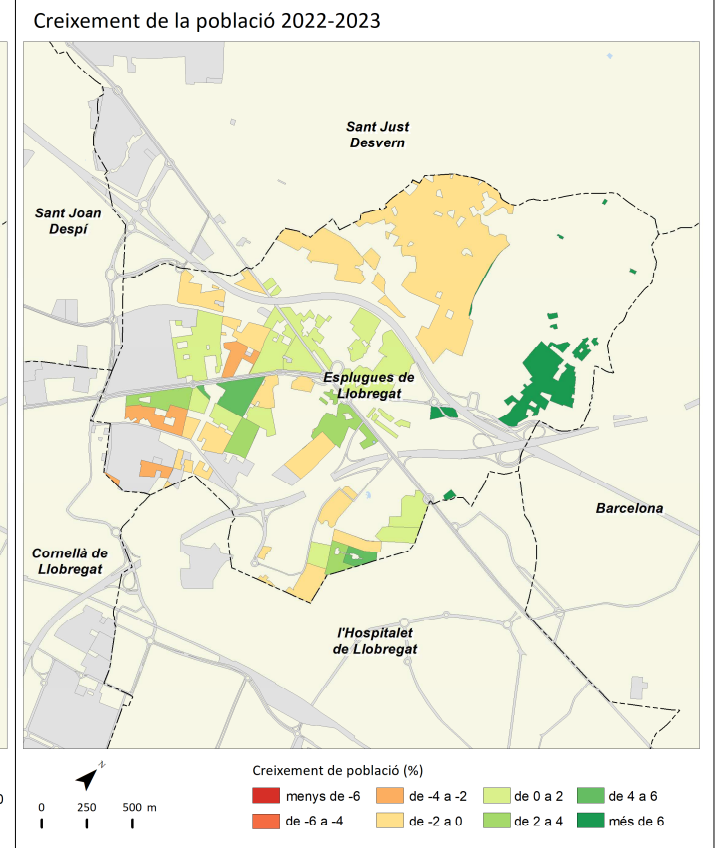 Creixement de la població 2022-2023
Sant Just
Desvern
Sant Joan
Despí
Esplugues de
Llobregat
Barcelona
Cornellà de
Llobregat
l'Hospitalet
de Llobregat
N
0 250 500 m
Creixement de població (%)
menys de -6
de -4 a -2
de 0 a 2
de 4 a 6
de -6 a -4
de -2 a 0
de 2 a 4
més de 6
0